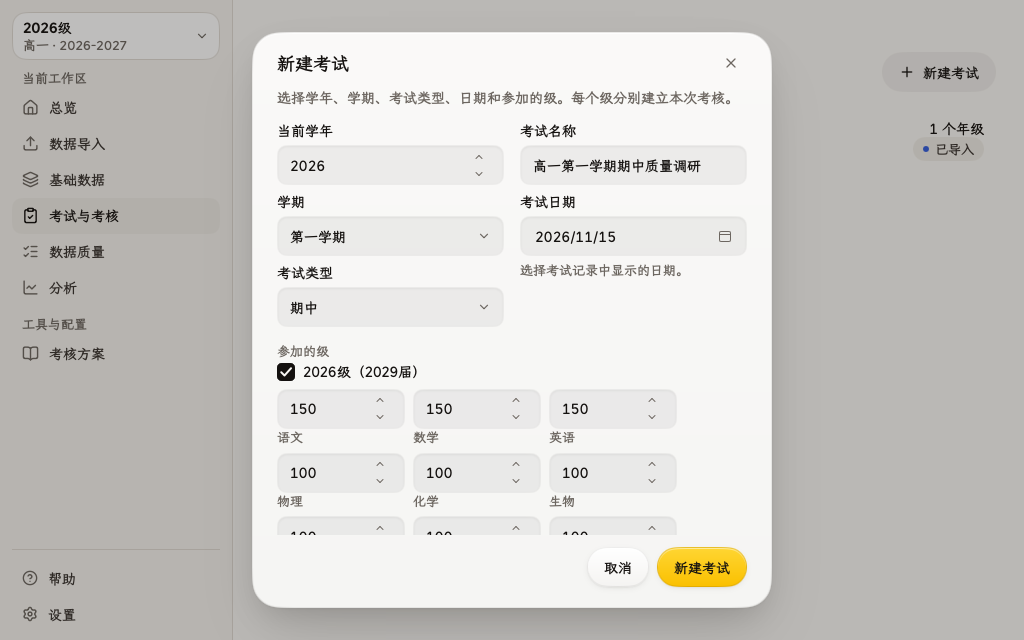 2026级
高一 · 2026-2027
当前工作区
总览
数据导入
基础数据
考试与考核
数据质量
分析
工具与配置
考核方案
帮助
设置
新建考试
1 个年级
已导入
新建考试
选择学年、学期、考试类型、日期和参加的级。每个级分别建立本次考核。
当前学年
2026
考试名称
高一第一学期期中质量调研
学期
第一学期
考试日期
2026/11/15
选择考试记录中显示的日期。
考试类型
期中
参加的级
2026级（2029届）
150 150 150
语文 数学 英语
100 100 100
物理 化学 生物
100 100 100
取消
新建考试